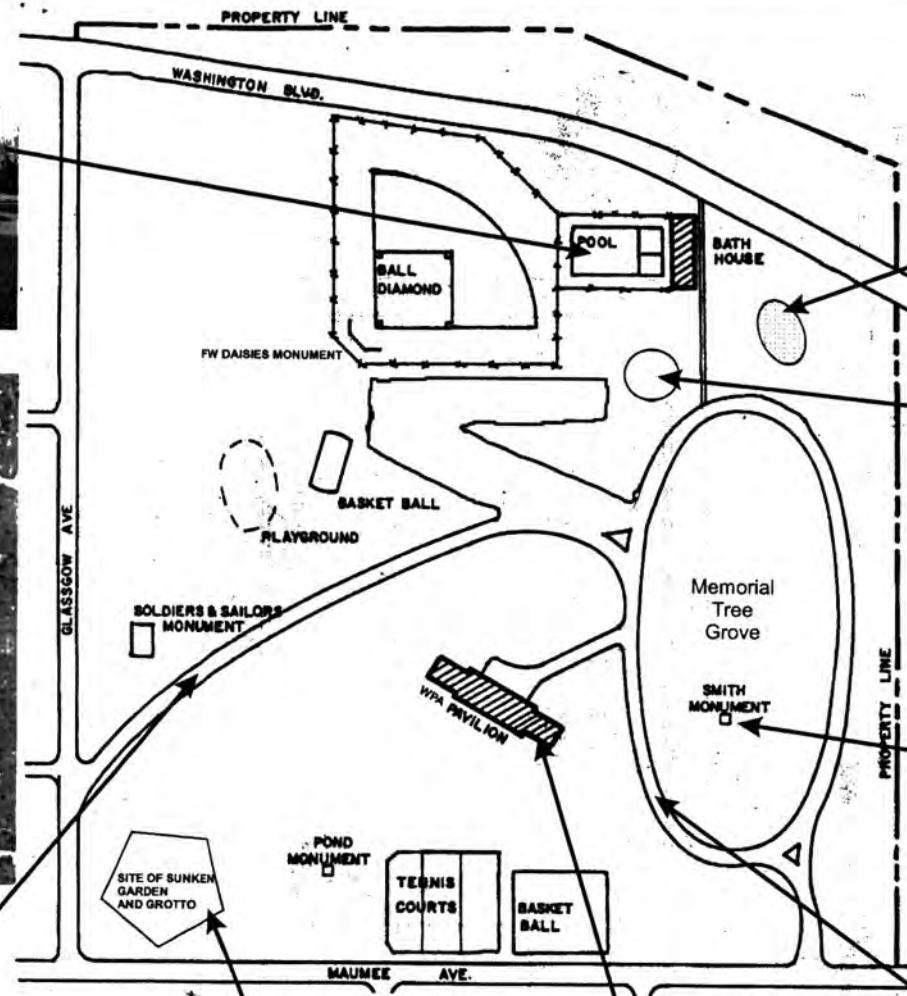 PROPERTY LINE
WASHINGTON BLVD.
POOL
BATH
HOUSE
BALL
DIAMOND
FW DAISIES MONUMENT
BASKET BALL
PLAYGROUND
GLASSGOW AVE
SOLDIERS & SAILORS
MONUMENT
Memorial
Tree
Grove
SMITH
MONUMENT
WPA PAVILION
PROPERTY LINE
POND
MONUMENT
SITE OF SUNKEN
GARDEN
AND GROTTO
TENNIS
COURTS
BASKET
BALL
MAUMEE AVE.